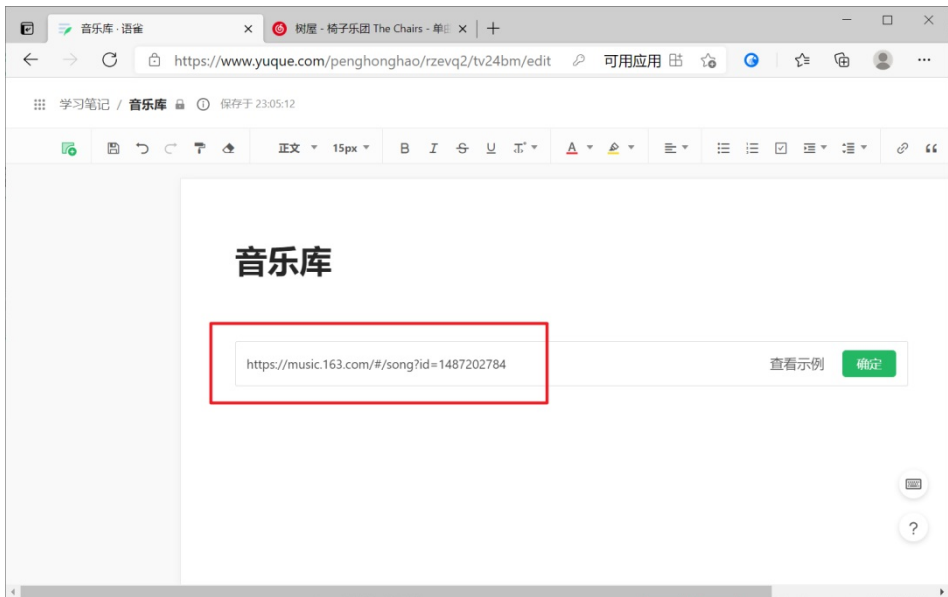 音乐库 · 语雀
树屋 - 椅子乐团 The Chairs - 单曲
https://www.yuque.com/penghonghao/rzevq2/tv24bm/edit
可用应用
学习笔记 / 音乐库
保存于 23:05:12
正文 15px B I S U A
音乐库
https://music.163.com/#/song?id=1487202784
查看示例 确定
?